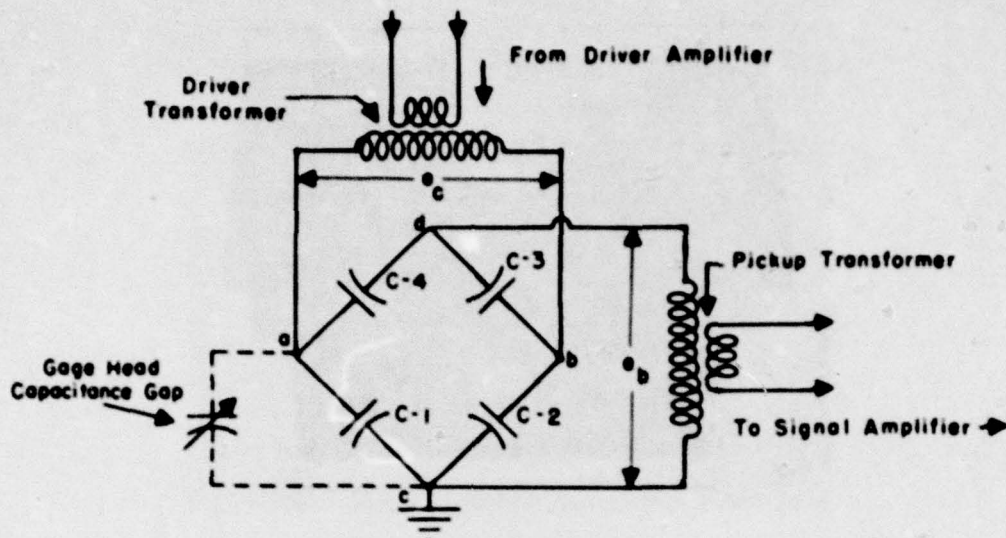 From Driver Amplifier
Driver
Transformer
e
c
d
C-4
C-3
Pickup Transformer
a
b
e
b
Gage Head
Capacitance Gap
C-1
C-2
To Signal Amplifier
c